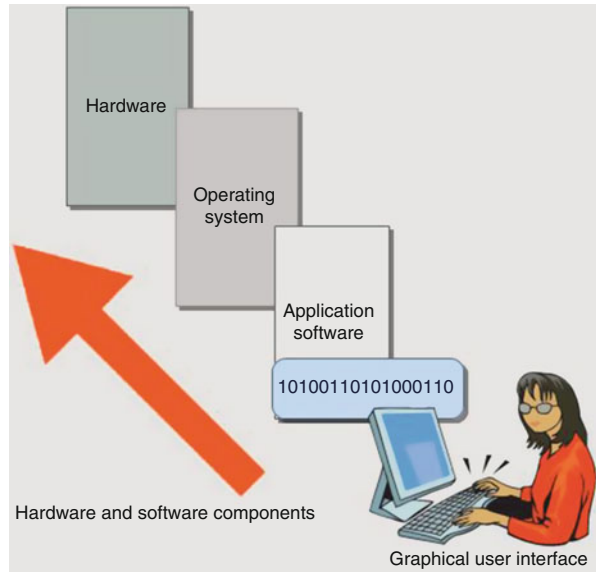 Hardware
Operating
system
Application
software
10100110101000110
Hardware and software components
Graphical user interface